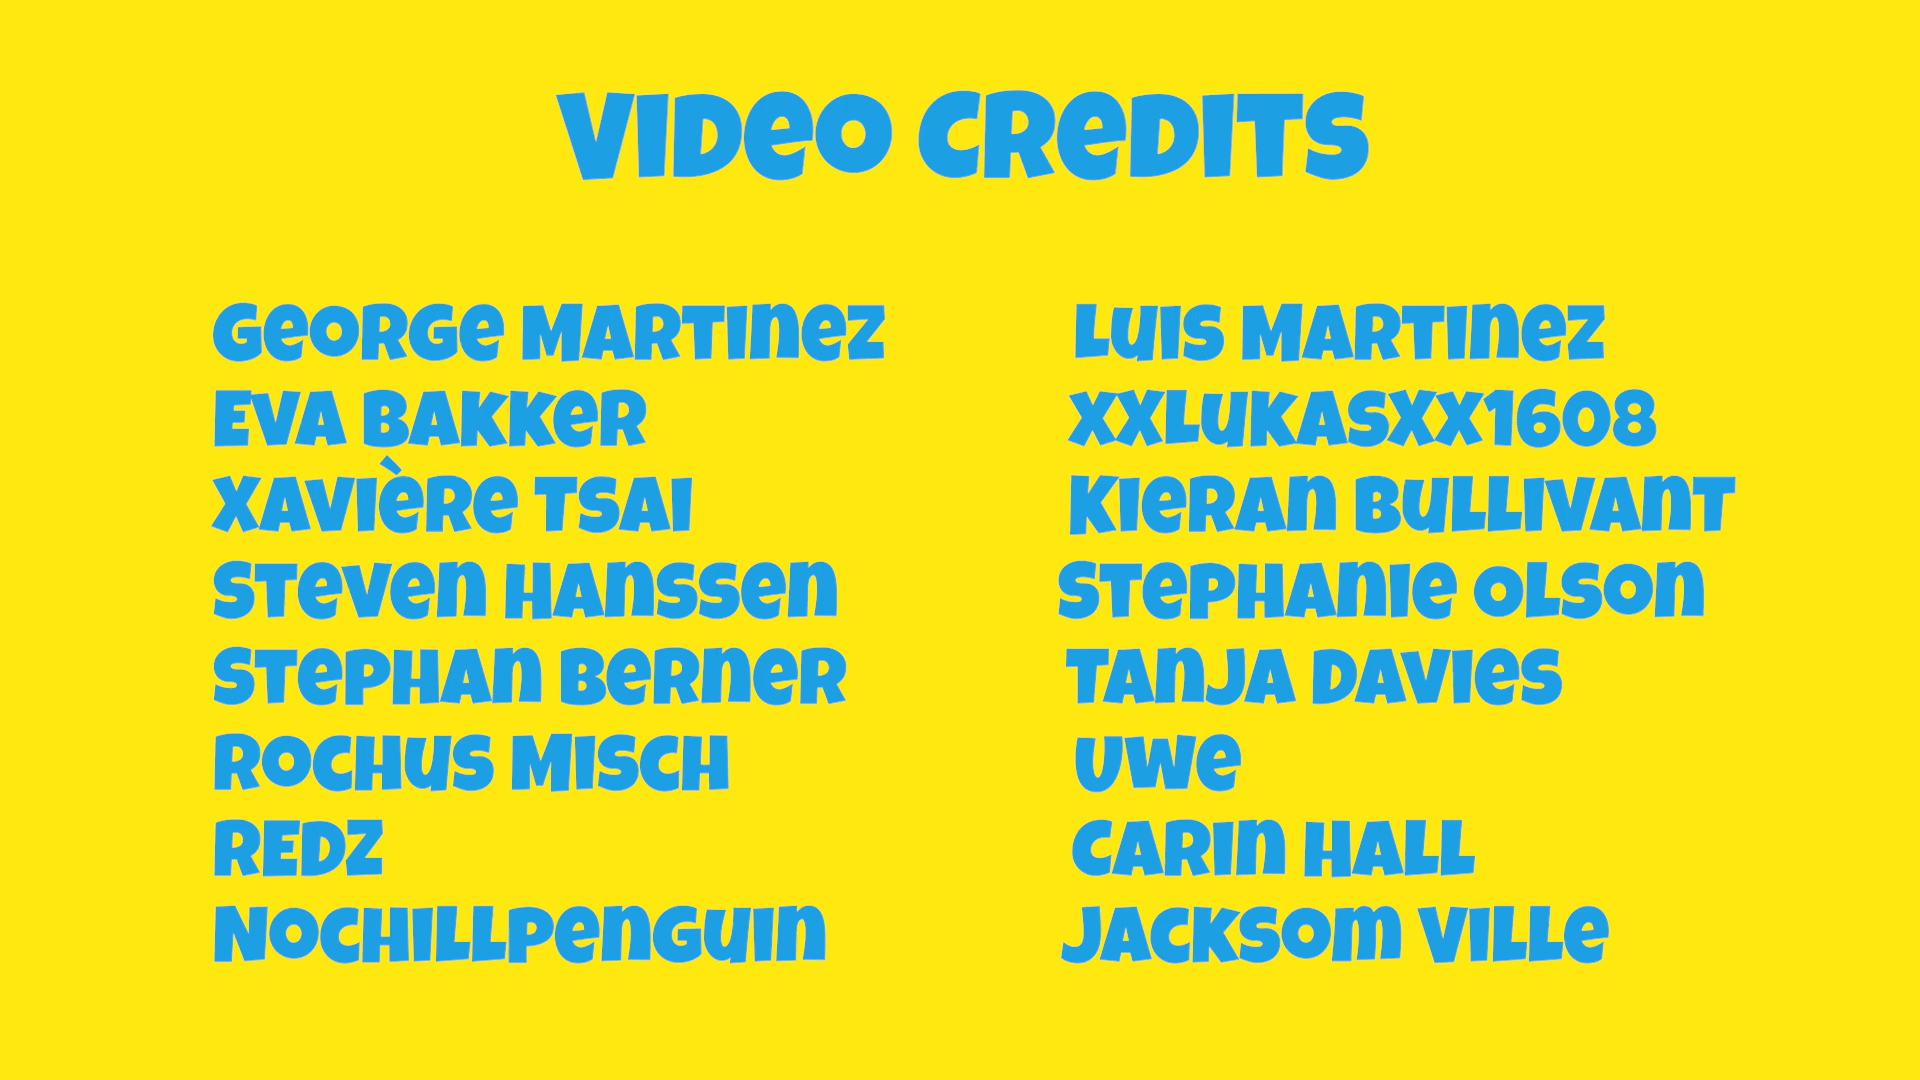 Video Credits
George Martinez
Eva Bakker
Xavière Tsai
Steven Hanssen
Stephan Berner
Rochus Misch
REDZ
NoChillPenguin
Luis Martinez
xXLukasXx1608
Kieran Bullivant
Stephanie Olson
Tanja Davies
Uwe
Carin Hall
Jacksom Ville